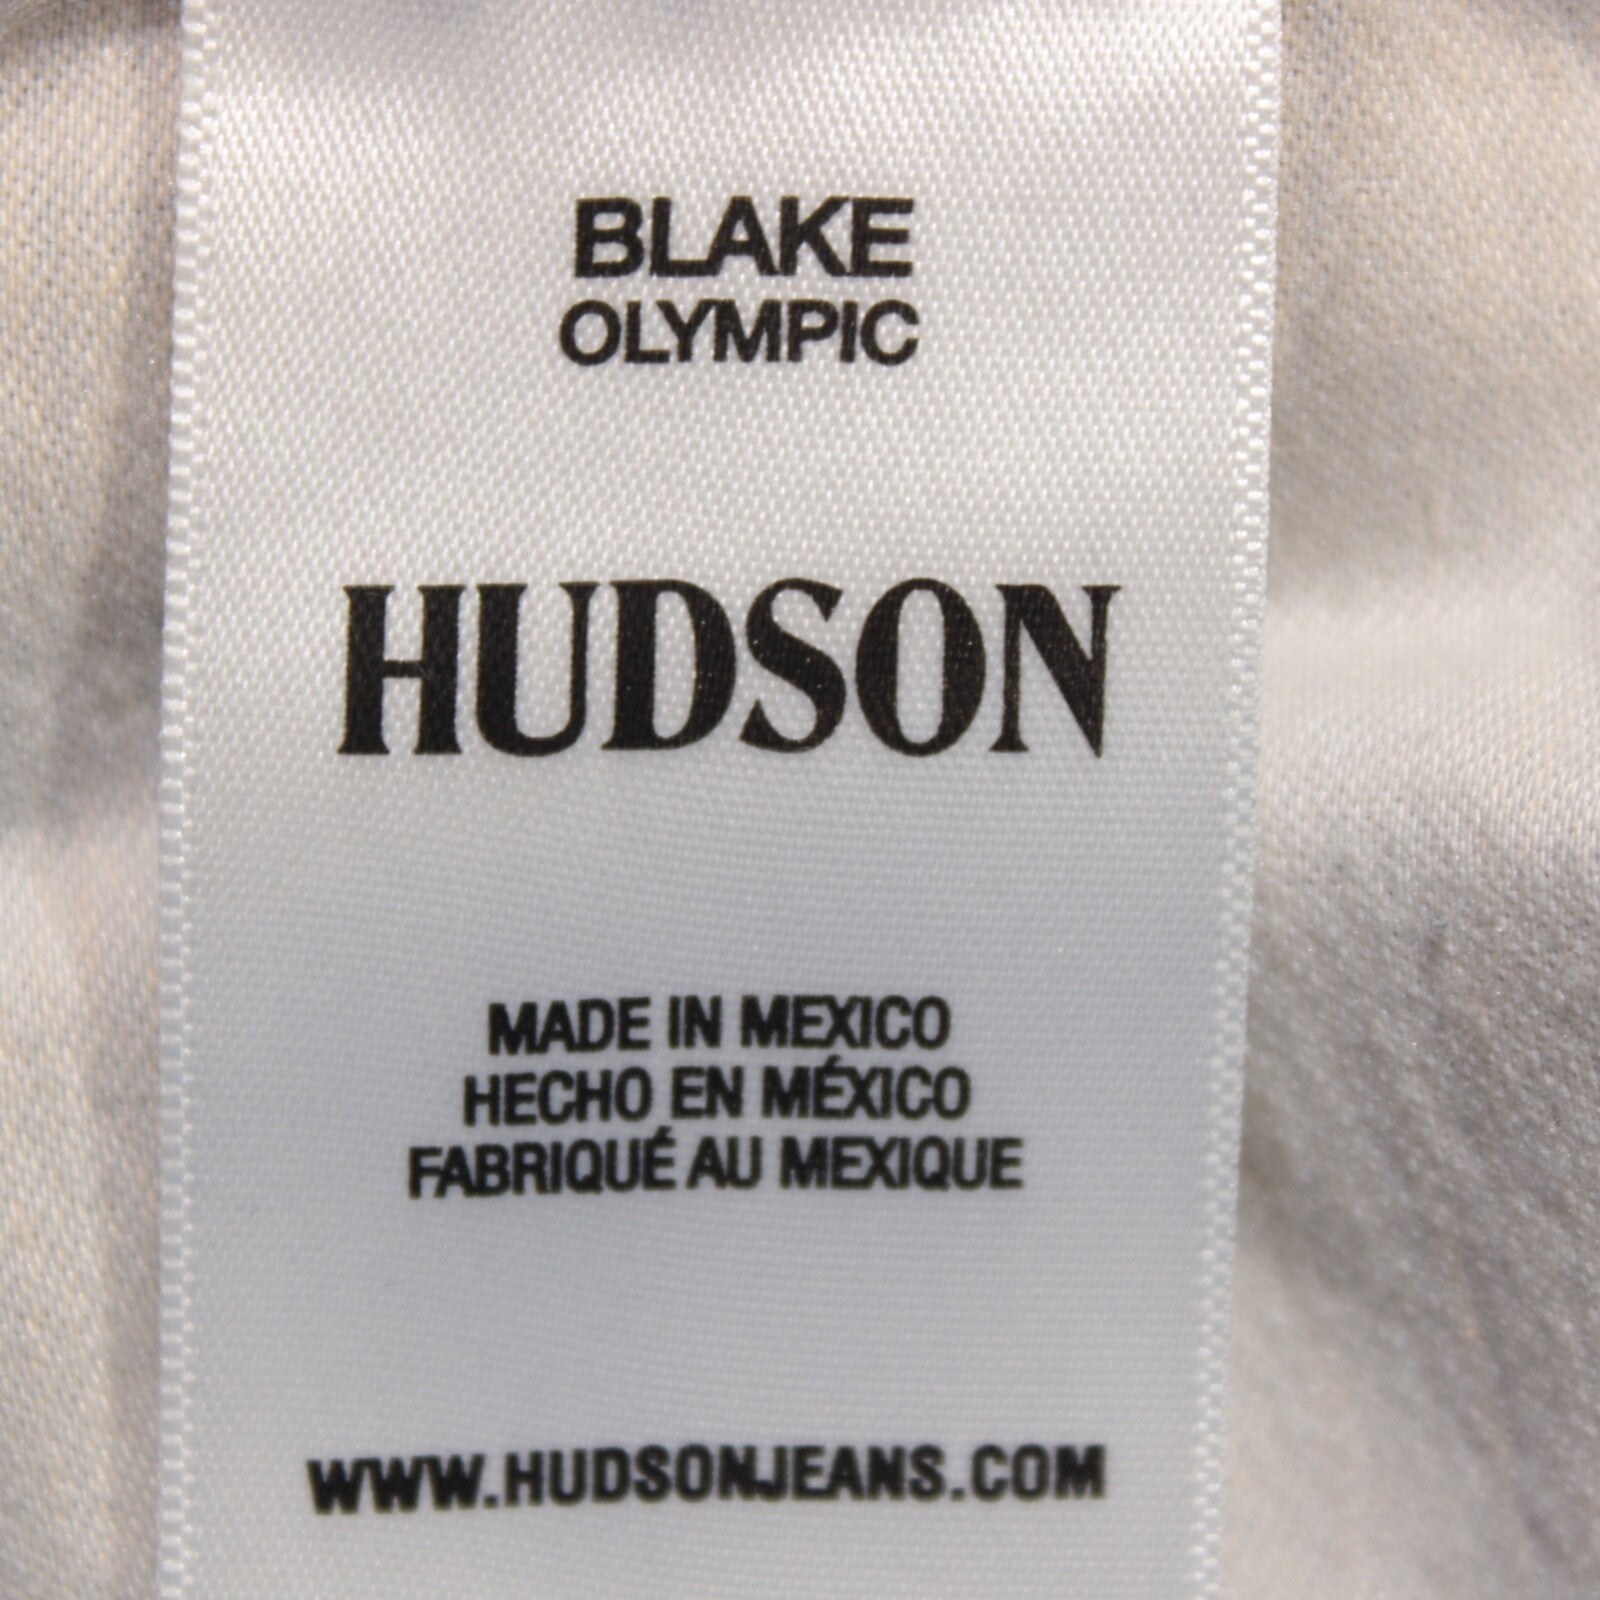 BLAKE
OLYMPIC
HUDSON
MADE IN MEXICO
HECHO EN MÉXICO
FABRIQUÉ AU MEXIQUE
WWW.HUDSONJEANS.COM